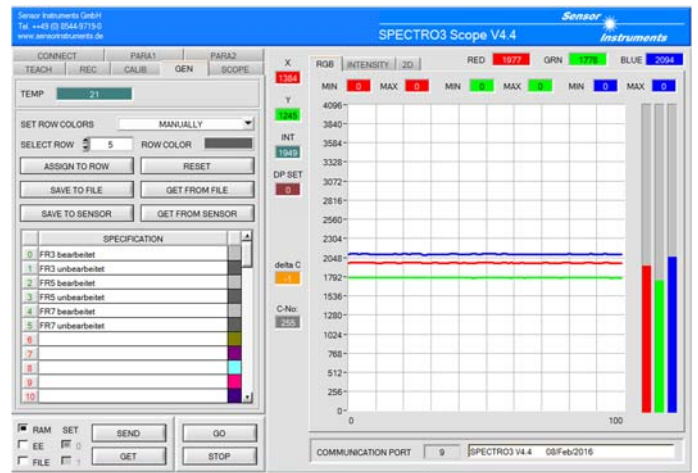 Sensor Instruments GmbH
Tel. ++49 (0) 8544-9719-0
www.sensorinstruments.de
SPECTRO3 Scope V4.4
Sensor
Instruments
CONNECT PARA1 PARA2
TEACH REC CALIB GEN SCOPE
TEMP 21
SET ROW COLORS MANUALLY
SELECT ROW 5 ROW COLOR
ASSIGN TO ROW RESET
SAVE TO FILE GET FROM FILE
SAVE TO SENSOR GET FROM SENSOR
SPECIFICATION
0 FR3 bearbeitet
1 FR3 unbearbeitet
2 FR5 bearbeitet
3 FR5 unbearbeitet
4 FR7 bearbeitet
5 FR7 unbearbeitet
6
7
8
9
10
RAM SET
EE 0
FILE 1
SEND GO
GET STOP
X
1384
Y
1245
INT
1949
DP SET
0
delta C
-1
C-No:
255
RGB INTENSITY 2D
RED 1977 GRN 1778 BLUE 2094
MIN 0 MAX 0 MIN 0 MAX 0 MIN 0 MAX 0
4096-
3840-
3584-
3328-
3072-
2816-
2560-
2304-
2048-
1792-
1536-
1280-
1024-
768-
512-
256-
0-
0 100
COMMUNICATION PORT 9 SPECTRO3 V4.4 08/Feb/2016